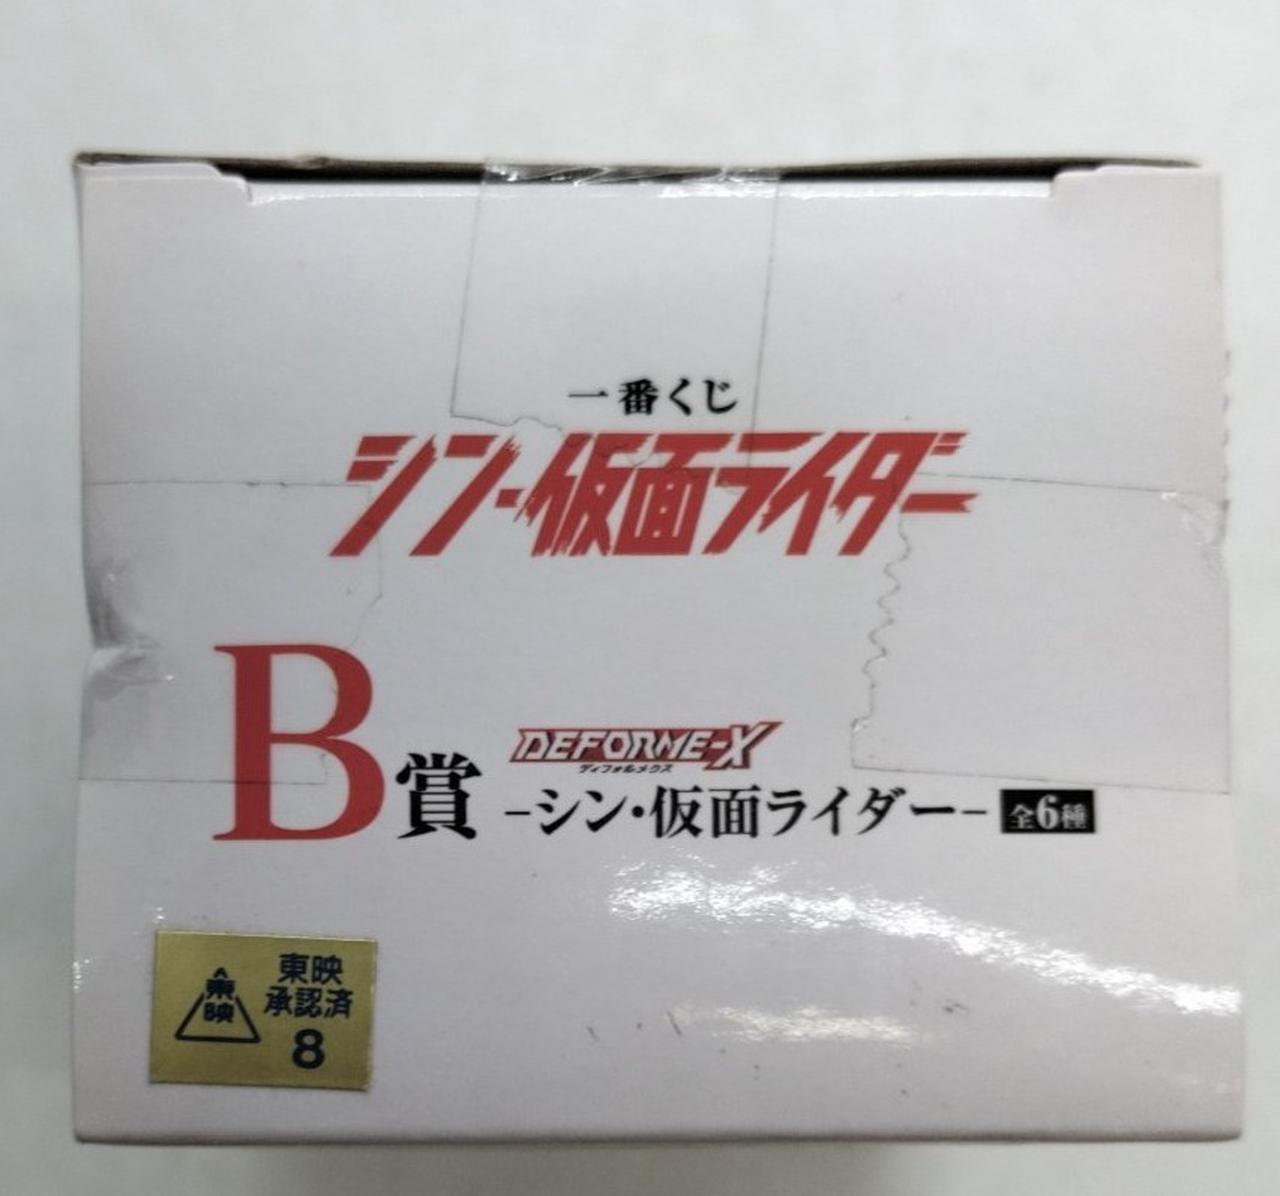 一番くじ
シン・仮面ライダー
B賞
DEFORME-X
ディフォルメクス
−シン・仮面ライダー− 全6種
東映
東映
承認済
8